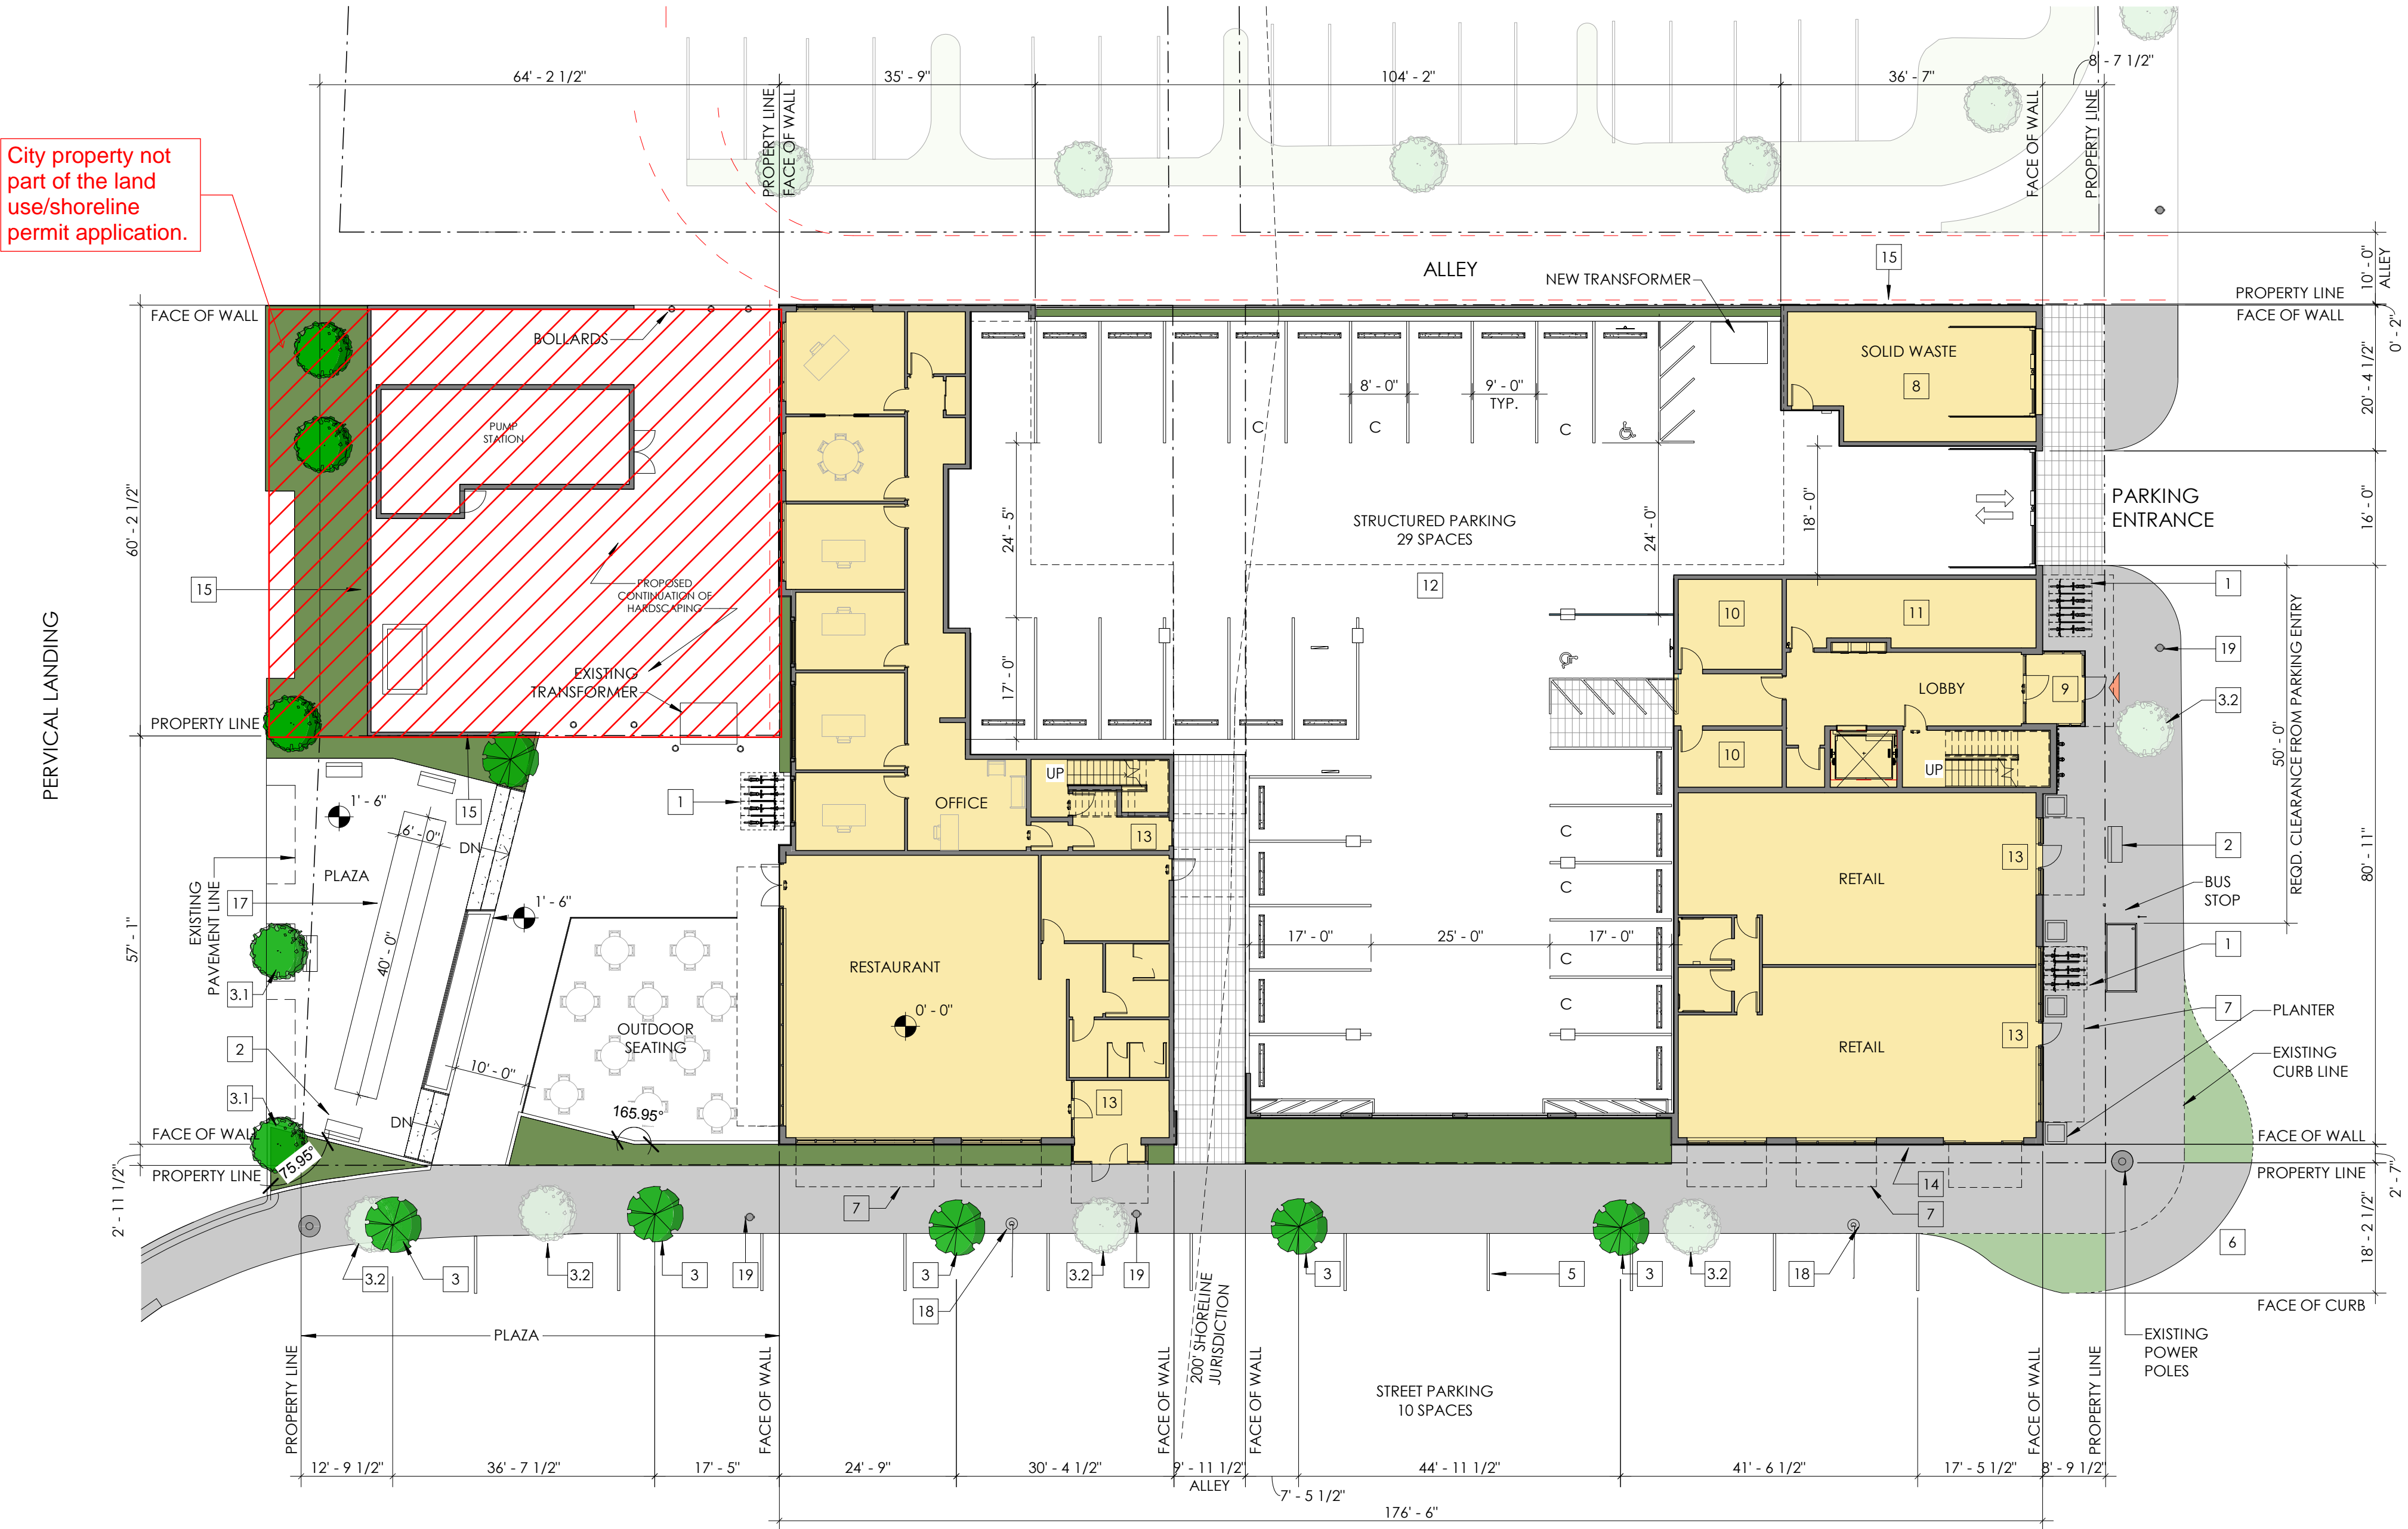 64' - 2 1/2"
35' - 9"
104' - 2"
36' - 7"
8' - 7 1/2"
PROPERTY LINE
FACE OF WALL
FACE OF WALL
PROPERTY LINE
City property not
part of the land
use/shoreline
permit application.
ALLEY
NEW TRANSFORMER
15
10' - 0"
ALLEY
PROPERTY LINE
FACE OF WALL
0' - 2"
FACE OF WALL
BOLLARDS
SOLID WASTE
8
20' - 4 1/2"
8' - 0"
9' - 0"
TYP.
C
C
C
PUMP
STATION
PARKING
ENTRANCE
16' - 0"
18' - 0"
24' - 5"
24' - 0"
STRUCTURED PARKING
29 SPACES
12
60' - 2 1/2"
15
PROPOSED
CONTINUATION OF
HARDSCAPING
10
11
1
PERVICAL LANDING
EXISTING
TRANSFORMER
17' - 0"
LOBBY
9
19
3.2
REQD. CLEARANCE FROM PARKING ENTRY
50' - 0"
PROPERTY LINE
10
UP
UP
OFFICE
13
1
15
1' - 6"
6' - 0"
DN
PLAZA
17
EXISTING
PAVEMENT LINE
1' - 6"
40' - 0"
3.1
57' - 1"
C
C
C
C
RETAIL
13
2
BUS
STOP
80' - 11"
1
RESTAURANT
0' - 0"
17' - 0"
25' - 0"
17' - 0"
7
PLANTER
OUTDOOR
SEATING
RETAIL
13
EXISTING
CURB LINE
2
10' - 0"
3.1
165.95°
13
DN
75.95°
FACE OF WALL
PROPERTY LINE
2' - 11 1/2"
FACE OF WALL
PROPERTY LINE
2' - 7"
14
7
7
18' - 2 1/2"
6
3.2
3
3.2
3
19
3
18
3.2
19
3
5
3
3.2
18
FACE OF CURB
200' SHORELINE
JURISDICTION
PLAZA
EXISTING
POWER
POLES
STREET PARKING
10 SPACES
PROPERTY LINE
FACE OF WALL
FACE OF WALL
FACE OF WALL
FACE OF WALL
PROPERTY LINE
12' - 9 1/2"
36' - 7 1/2"
17' - 5"
24' - 9"
30' - 4 1/2"
9' - 11 1/2"
ALLEY
7' - 5 1/2"
44' - 11 1/2"
41' - 6 1/2"
17' - 5 1/2"
8' - 9 1/2"
176' - 6"